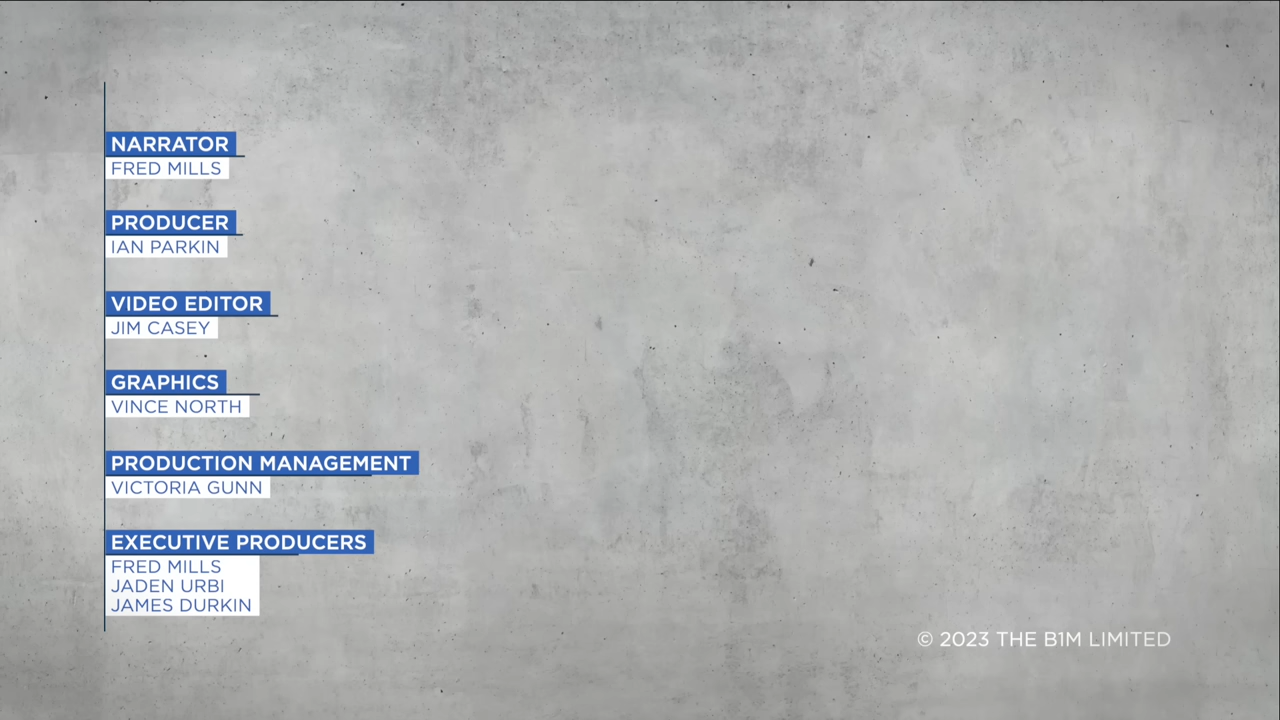 NARRATOR
FRED MILLS
PRODUCER
IAN PARKIN
VIDEO EDITOR
JIM CASEY
GRAPHICS
VINCE NORTH
PRODUCTION MANAGEMENT
VICTORIA GUNN
EXECUTIVE PRODUCERS
FRED MILLS
JADEN URBI
JAMES DURKIN
© 2023 THE B1M LIMITED